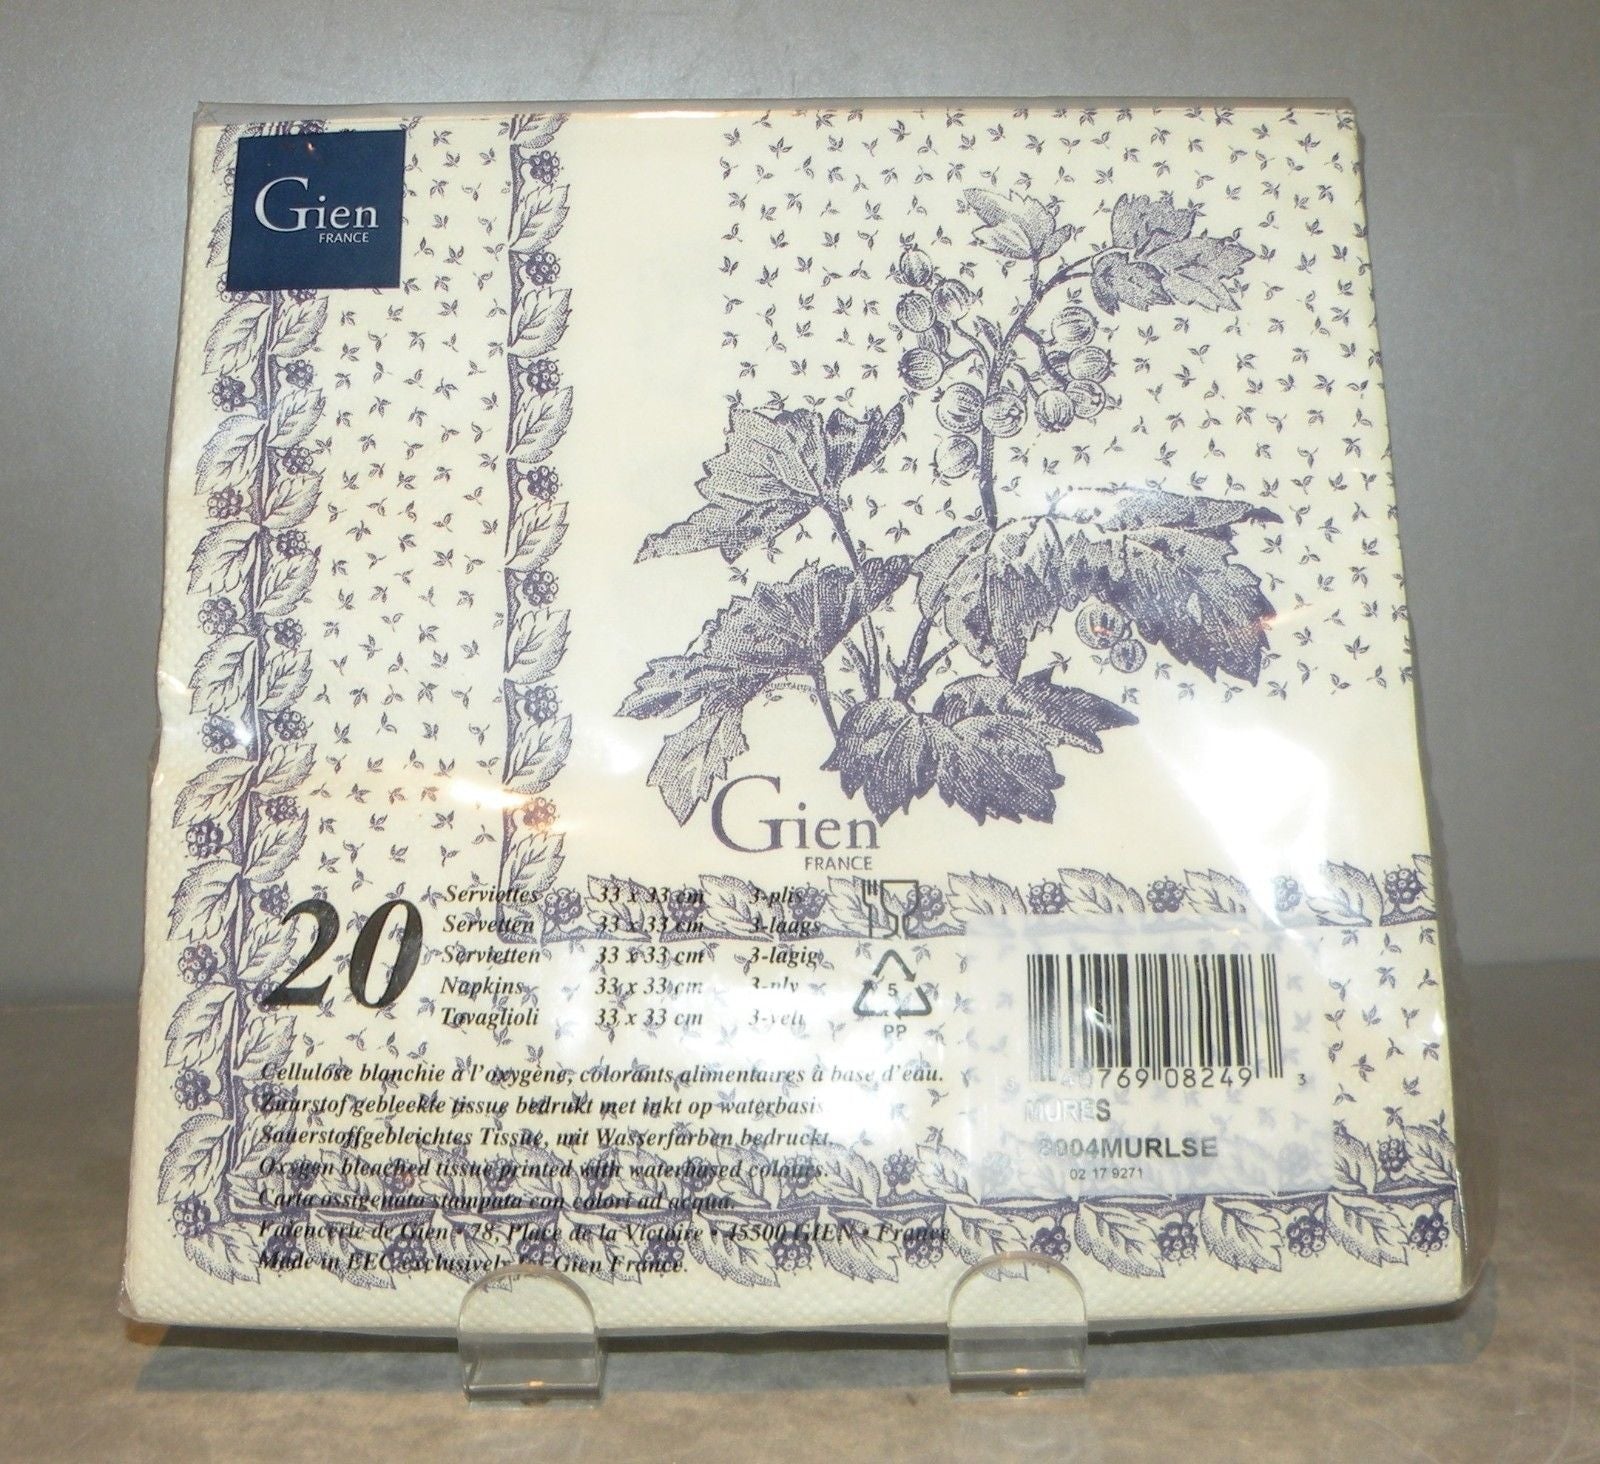 Gien
FRANCE
Gien
FRANCE
20
Serviettes 33 x 33 cm 3-plis
Servetten 33 x 33 cm 3-laags
Servietten 33 x 33 cm 3-lagig
Napkins 33 x 33 cm 3-ply
Tovaglioli 33 x 33 cm 3-veli
5
PP
Cellulose blanchie à l'oxygène, colorants alimentaires à base d'eau.
Zuurstof gebleekte tissue bedrukt met inkt op waterbasis
Sauerstoffgebleichtes Tissue, mit Wasserfarben bedruckt.
Oxygen bleached tissue printed with waterbased colours.
Carta ossigenata stampata con colori ad acqua.
Faïencerie de Gien • 78, Place de la Victoire • 45500 GIEN • France
Made in EEC exclusively Gien France.
0769 08249 3
MURES
8004MURLSE
02 17 9271